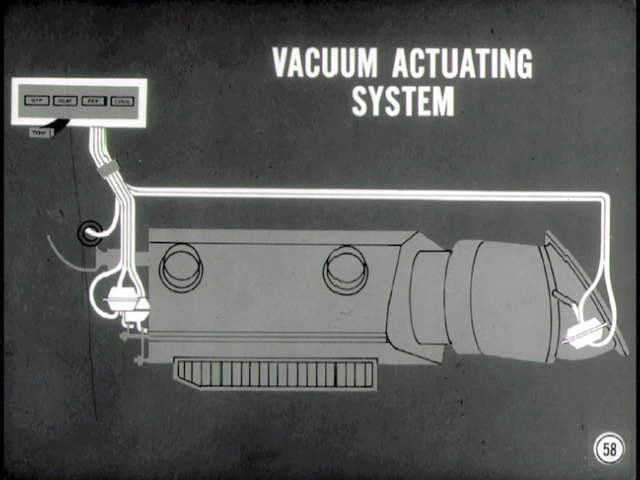 VACUUM ACTUATING
SYSTEM
OFF HEAT DEF COOL
TEMP
58